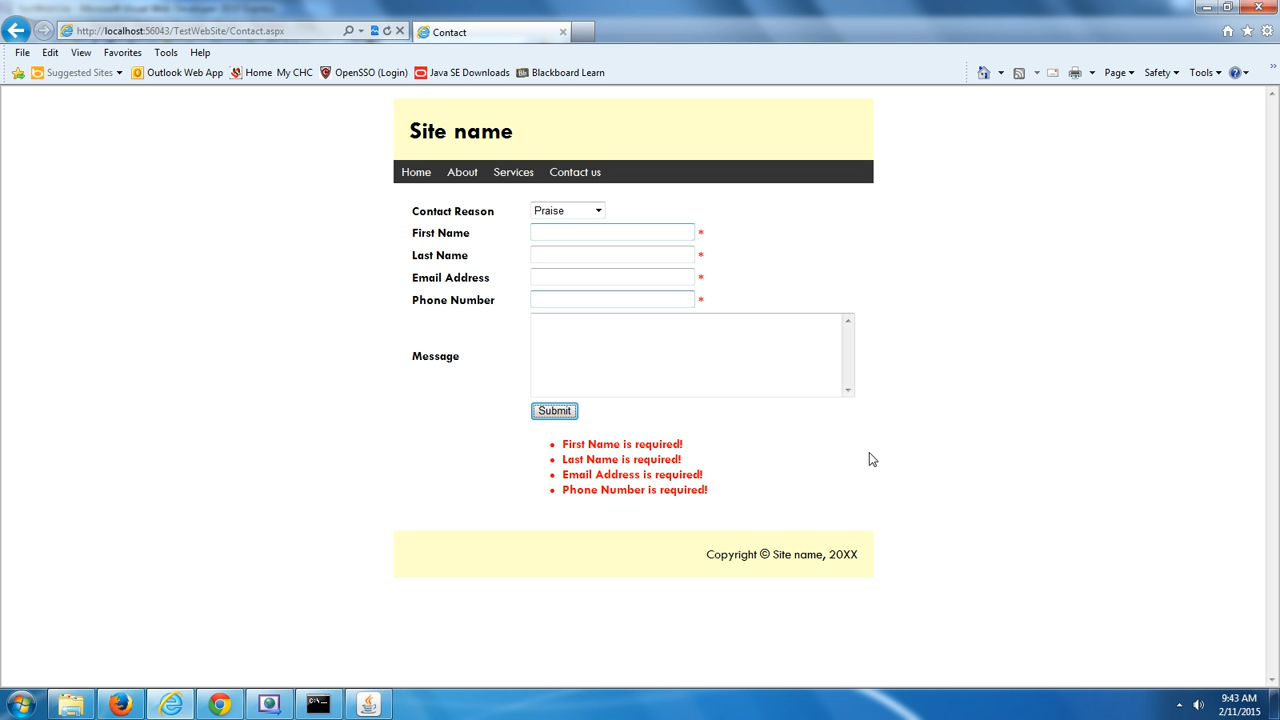 http://localhost:56043/TestWebSite/Contact.aspx
Contact
File Edit View Favorites Tools Help
Suggested Sites Outlook Web App Home My CHC OpenSSO (Login) Java SE Downloads Blackboard Learn
Page Safety Tools
Site name
Home About Services Contact us
Contact Reason Praise
First Name *
Last Name *
Email Address *
Phone Number *
Message
Submit
• First Name is required!
• Last Name is required!
• Email Address is required!
• Phone Number is required!
Copyright © Site name, 20XX
9:43 AM
2/11/2015